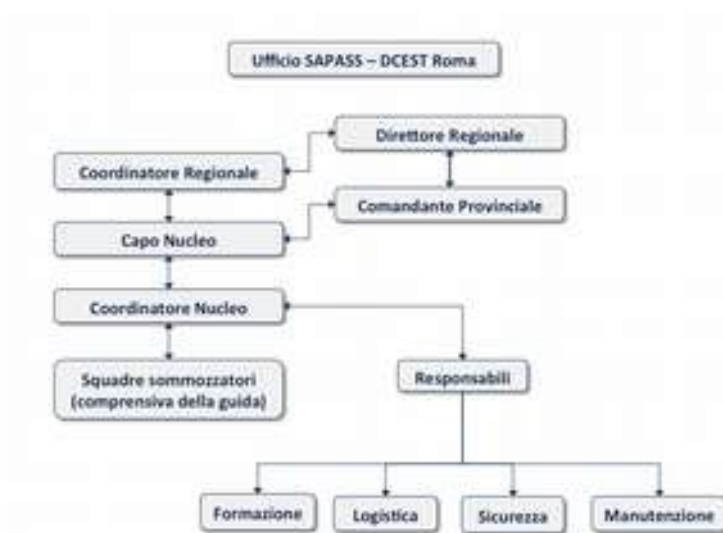 Ufficio SAPASS – DCEST Roma
Direttore Regionale
Coordinatore Regionale
Comandante Provinciale
Capo Nucleo
Coordinatore Nucleo
Squadre sommozzatori
(comprensiva della guida)
Responsabili
Formazione
Logistica
Sicurezza
Manutenzione